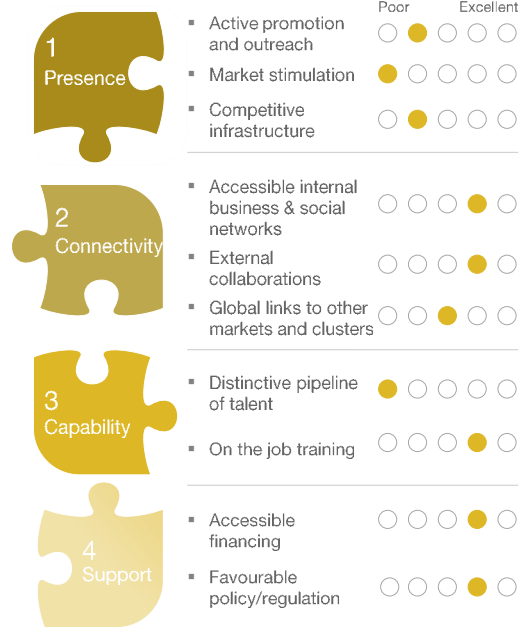 Poor Excellent
1
Presence
▪ Active promotion
and outreach
▪ Market stimulation
▪ Competitive
infrastructure
2
Connectivity
▪ Accessible internal
business & social
networks
▪ External
collaborations
▪ Global links to other
markets and clusters
3
Capability
▪ Distinctive pipeline
of talent
▪ On the job training
4
Support
▪ Accessible
financing
▪ Favourable
policy/regulation